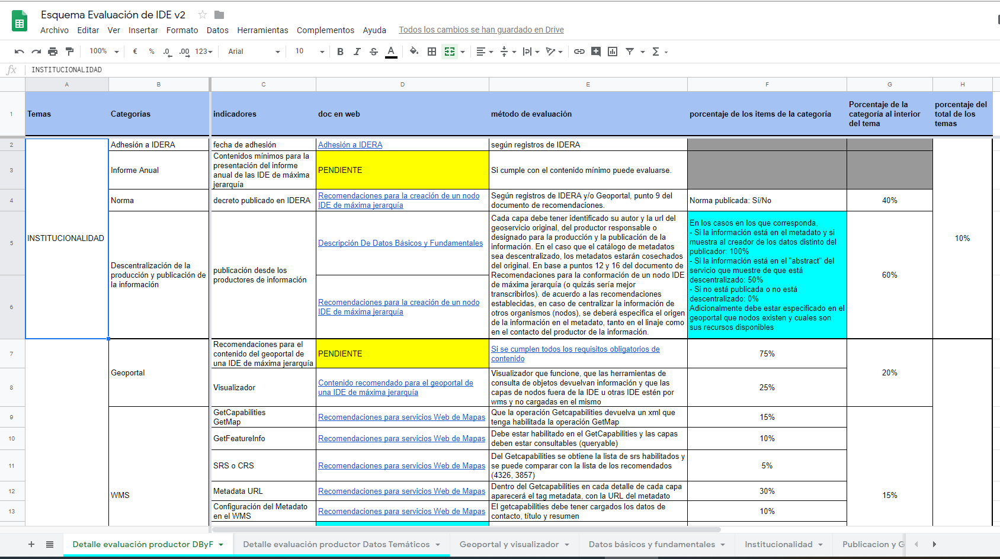 Esquema Evaluación de IDE v2
Archivo Editar Ver Insertar Formato Datos Herramientas Complementos Ayuda Todos los cambios se han guardado en Drive
100% € % .0 .00 123 Arial 10 B I S A
fx INSTITUCIONALIDAD
A B C D E F G H
1 Temas Categorías indicadores doc en web método de evaluación porcentaje de los items de la categoría
Porcentaje de la
categoría al interior
del tema
porcentaje del
total de los
temas
2 Adhesión a IDERA fecha de adhesión Adhesión a IDERA según registros de IDERA
3 Informe Anual
Contenidos mínimos para la
presentación del informe
anual de las IDE de máxima
jerarquía
PENDIENTE
Si cumple con el contenido mínimo puede evaluarse.
4 Norma decreto publicado en IDERA
Recomendaciones para la creación de un nodo
IDE de máxima jerarquía
Según registros de IDERA y/o Geoportal, punto 9 del
documento de recomendaciones.
Norma publicada: Sí/No
40%
INSTITUCIONALIDAD
10%
5
6
Descentralización de la
producción y publicación de
la información
publicación desde los
productores de información
Descripción De Datos Básicos y Fundamentales
Recomendaciones para la creación de un nodo
IDE de máxima jerarquía
Cada capa debe tener identificado su autor y la url del
geoservicio original, del productor responsable o
designado para la producción y la publicación de la
información. En el caso que el catálogo de metadatos
sea descentralizado, los metadatos estarán cosechados
del original. En base a puntos 12 y 16 del documento de
Recomendaciones para la conformación de un nodo IDE
de máxima jerarquía (o quizás sería mejor
transcribirlos). de acuerdo a las recomendaciones
establecidas, en caso de centralizar la información de
otros organismos (nodos), se deberá especifica el origen
de la información en el metadato, tanto en el linaje como
en el contacto del productor de la información.
En los casos en los que corresponda,
- Si la información está en el metadato y si
muestra al creador de los datos distinto del
publicador: 100%
- Si la información está en el "abstract" del
servicio que muestre de que está
descentralizado: 50%
- Si no está publicada o no está
descentralizado: 0%
Adicionalmente debe estar especificado en el
geoportal que nodos existen y cuales son
sus recursos disponibles
60%
7 Geoportal
Recomendaciones para el
contenido del geoportal de
una IDE de máxima jerarquía
PENDIENTE
Si se cumplen todos los requisitos obligatorios de
contenido
75%
20%
8 Visualizador
Contenido recomendado para el geoportal de
una IDE de máxima jerarquía
Visualizador que funcione, que las herramientas de
consulta de objetos devuelvan información y que las
capas de nodos fuera de la IDE u otras IDE estén por
wms y no cargadas en el mismo
25%
9
GetCapabilities
GetMap
Recomendaciones para servicios Web de Mapas
Que la operación Getcapabilities devuelva un xml que
tenga habilitada la operación GetMap
15%
10 GetFeatureInfo
Recomendaciones para servicios Web de Mapas
Debe estar habilitado en el GetCapabilities y las capas
deben estar consultables (queryable)
10%
11 SRS o CRS
Recomendaciones para servicios Web de Mapas
Del Getcapabilities se obtiene la lista de srs habilitados y
se puede comparar con la lista de los recomendados
(4326, 3857)
5%
12 WMS Metadata URL
Recomendaciones para servicios Web de Mapas
Dentro del Getcapabilities en cada detalle de cada capa
aparecerá el tag metadata, con la URL del metadato
30%
15%
13
Configuración del Metadato
en el WMS
Recomendaciones para servicios Web de Mapas
El getcapabilities debe tener cargados los datos de
contacto, título y resumen
10%
Detalle evaluación productor DByF Detalle evaluación productor Datos Temáticos Geoportal y visualizador Datos básicos y fundamentales Institucionalidad Publicacion y G